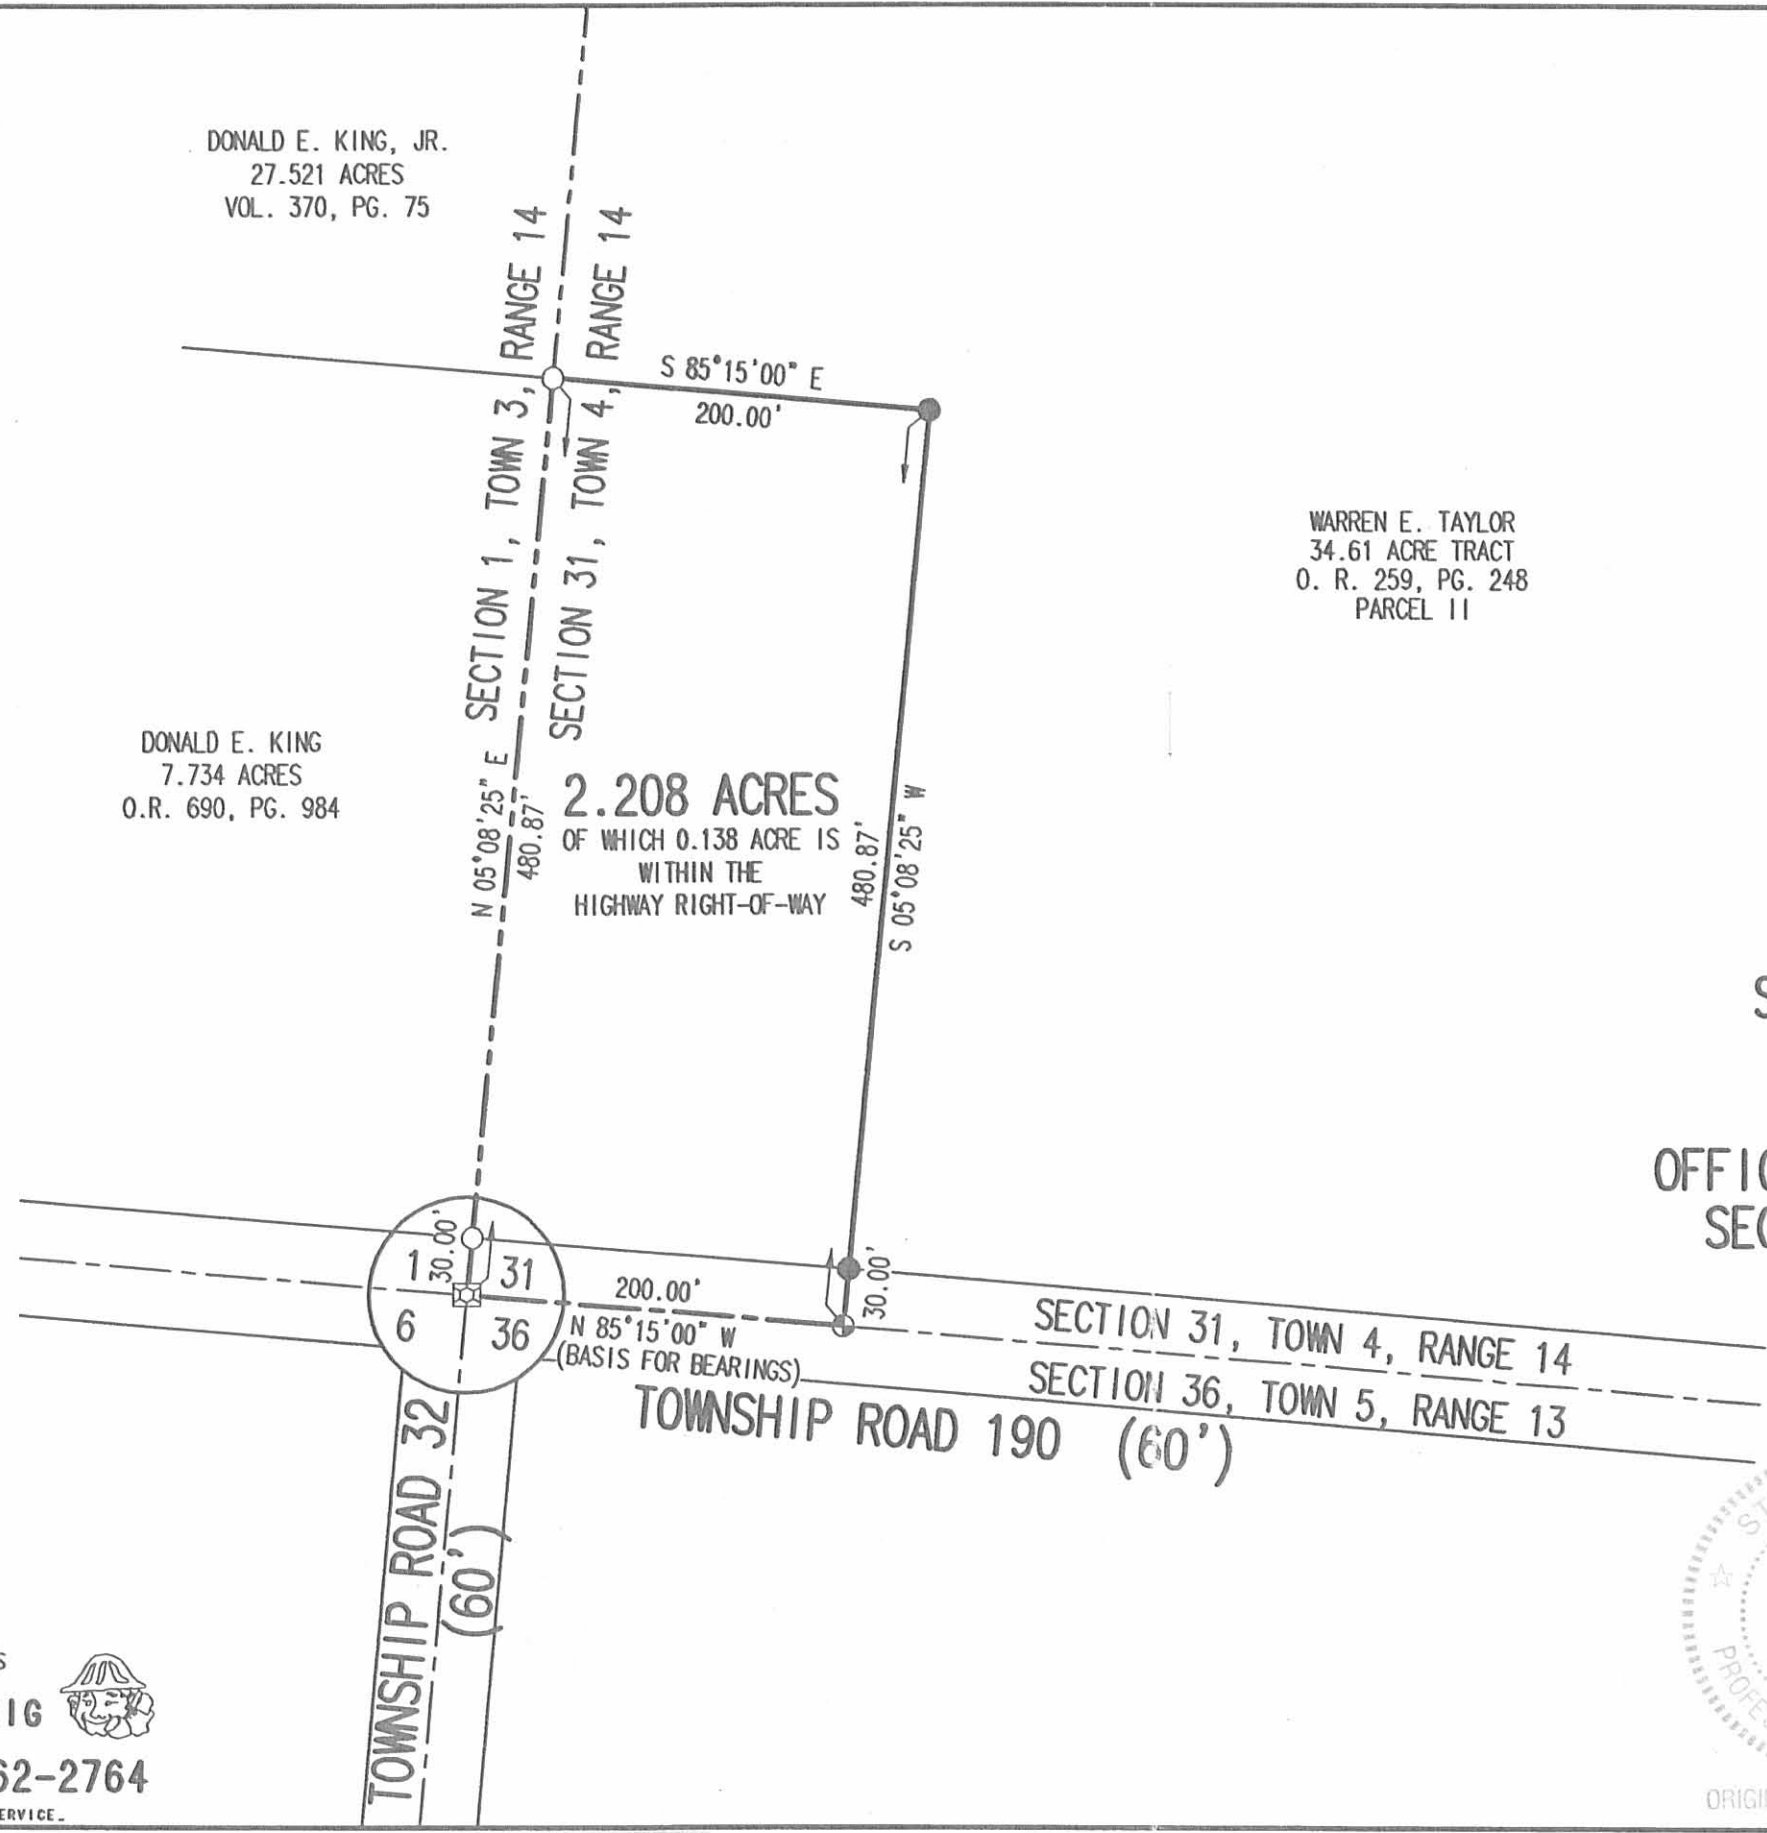 DONALD E. KING, JR.
27.521 ACRES
VOL. 370, PG. 75
SECTION 1, TOWN 3, RANGE 14
SECTION 31, TOWN 4, RANGE 14
S 85°15'00" E
200.00'
WARREN E. TAYLOR
34.61 ACRE TRACT
O. R. 259, PG. 248
PARCEL II
DONALD E. KING
7.734 ACRES
O.R. 690, PG. 984
N 05°08'25" E
480.87'
2.208 ACRES
OF WHICH 0.138 ACRE IS
WITHIN THE
HIGHWAY RIGHT-OF-WAY
480.87'
S 05°08'25" W
S
OFFIC
SEC
1
30.00'
31
6
36
200.00'
N 85°15'00" W
(BASIS FOR BEARINGS)
30.00'
SECTION 31, TOWN 4, RANGE 14
SECTION 36, TOWN 5, RANGE 13
TOWNSHIP ROAD 190 (60')
TOWNSHIP ROAD 32
(60')
S
IG
62-2764
ERVICE.
ST
PROFES
ORIGI